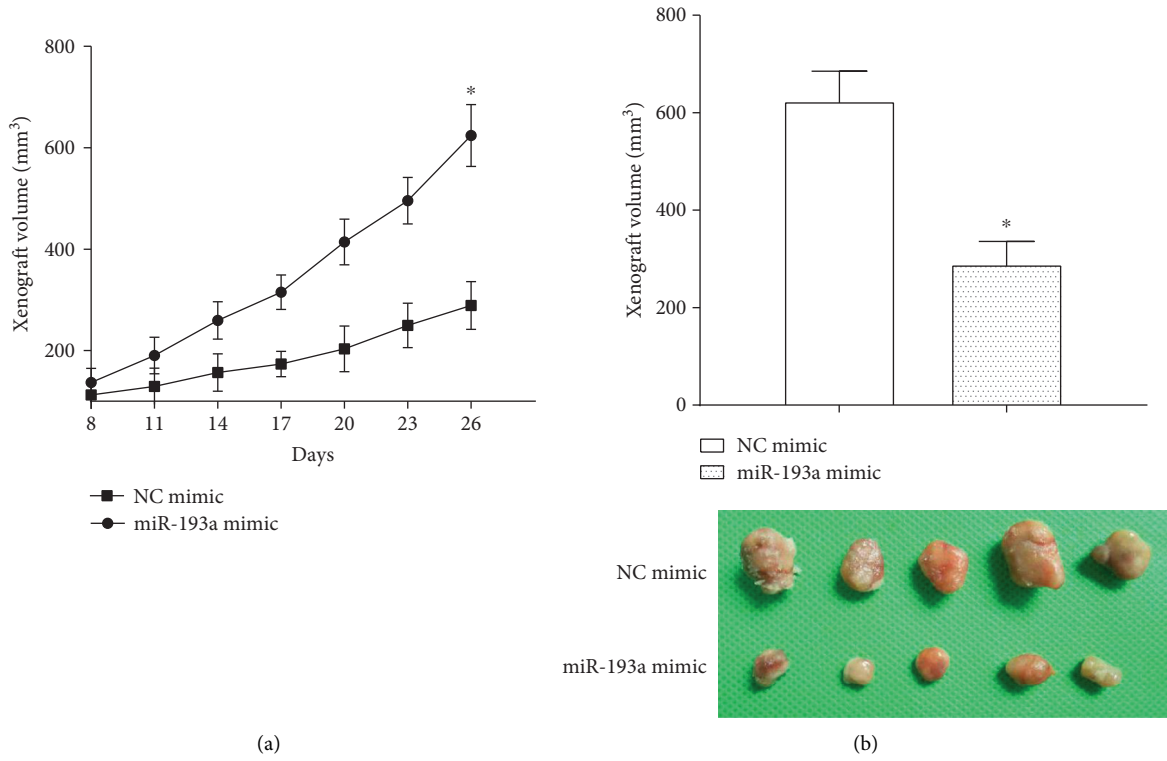 800
600
400
200
Xenograft volume (mm³)
*
8 11 14 17 20 23 26
Days
NC mimic
miR-193a mimic
(a)
800
600
400
200
0
Xenograft volume (mm³)
*
NC mimic
miR-193a mimic
NC mimic
miR-193a mimic
(b)